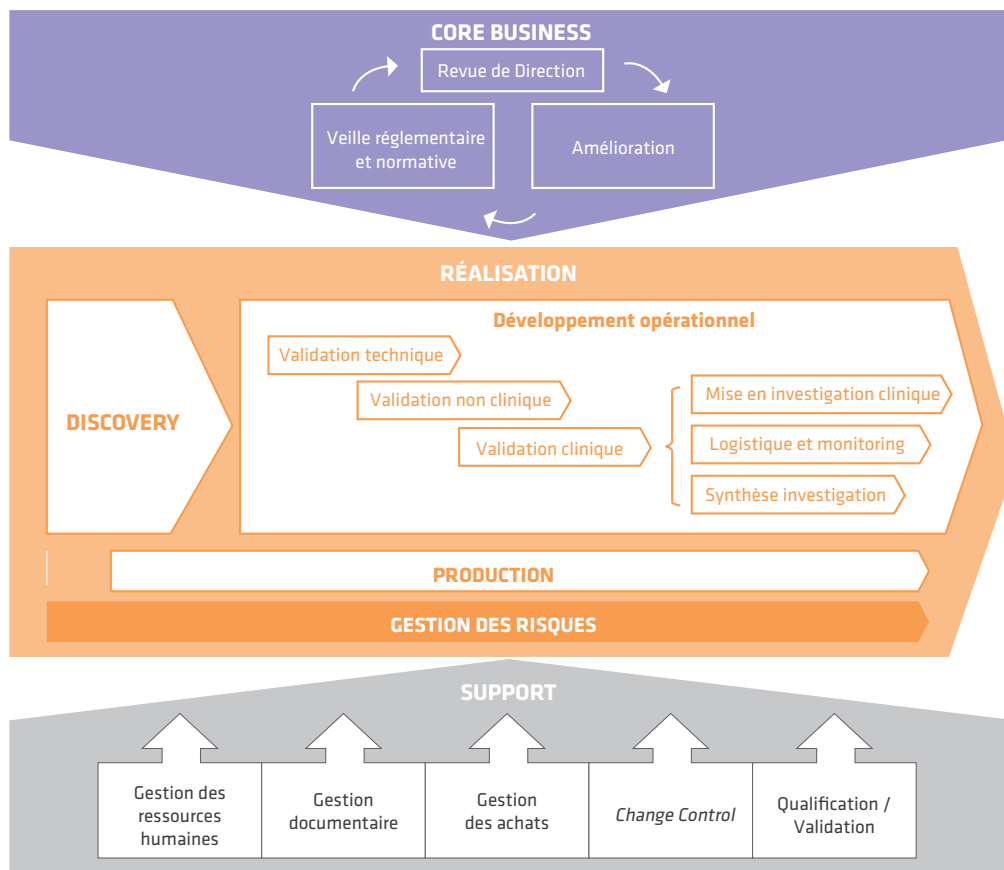 CORE BUSINESS
Revue de Direction
Veille réglementaire
et normative
Amélioration
RÉALISATION
DISCOVERY
Développement opérationnel
Validation technique
Validation non clinique
Validation clinique
Mise en investigation clinique
Logistique et monitoring
Synthèse investigation
PRODUCTION
GESTION DES RISQUES
SUPPORT
Gestion des
ressources
humaines
Gestion
documentaire
Gestion
des achats
Change Control
Qualification /
Validation